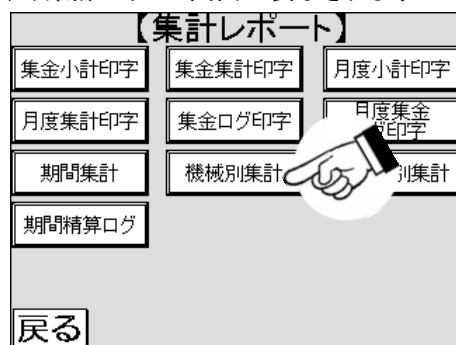 【集計レポート】
集金小計印字 集金集計印字 月度小計印字
月度集計印字 集金ログ印字 月度集金
印字
期間集計 機械別集計 別集計
期間精算ログ
戻る